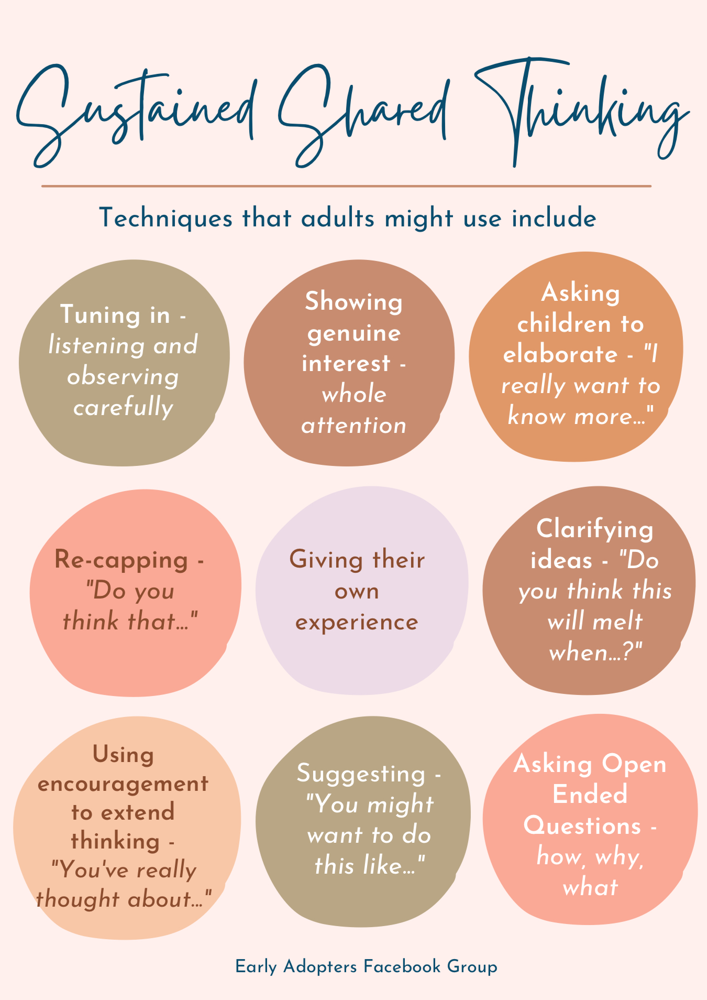 Sustained Shared Thinking
Techniques that adults might use include
Tuning in -
listening and
observing
carefully
Showing
genuine
interest -
whole
attention
Asking
children to
elaborate - "I
really want to
know more..."
Re-capping -
"Do you
think that..."
Giving their
own
experience
Clarifying
ideas - "Do
you think this
will melt
when...?"
Using
encouragement
to extend
thinking -
"You've really
thought about..."
Suggesting -
"You might
want to do
this like..."
Asking Open
Ended
Questions -
how, why,
what
Early Adopters Facebook Group